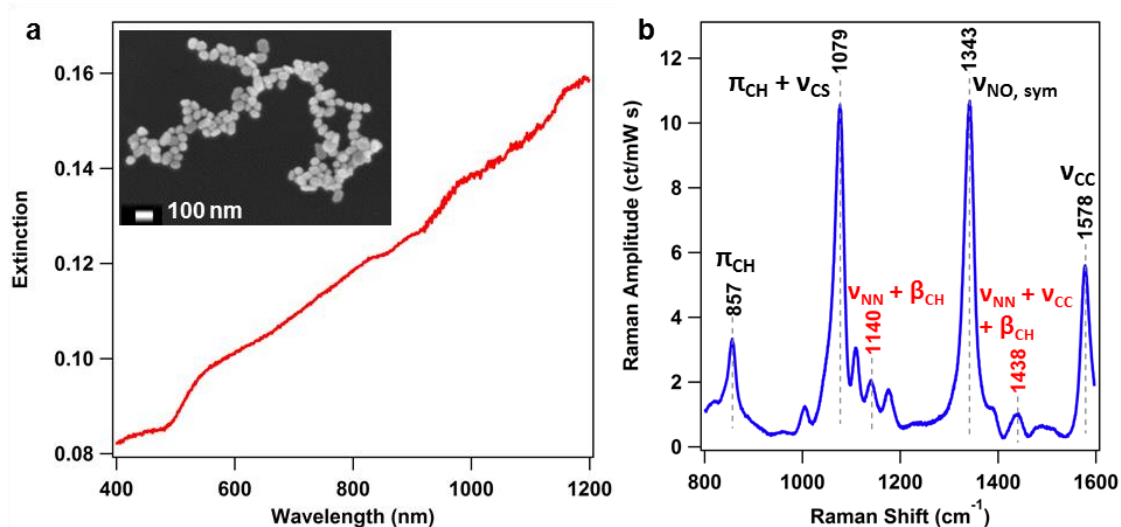 a
100 nm
0.16
0.14
0.12
0.10
0.08
Extinction
400
600
800
1000
1200
Wavelength (nm)
b
12
10
8
6
4
2
0
Raman Amplitude (ct/mW s)
πCH
857
πCH + νCS
1079
νNN + βCH
1140
1343
νNO, sym
νNN + νCC
+ βCH
1438
νCC
1578
800
1000
1200
1400
1600
Raman Shift (cm-1)